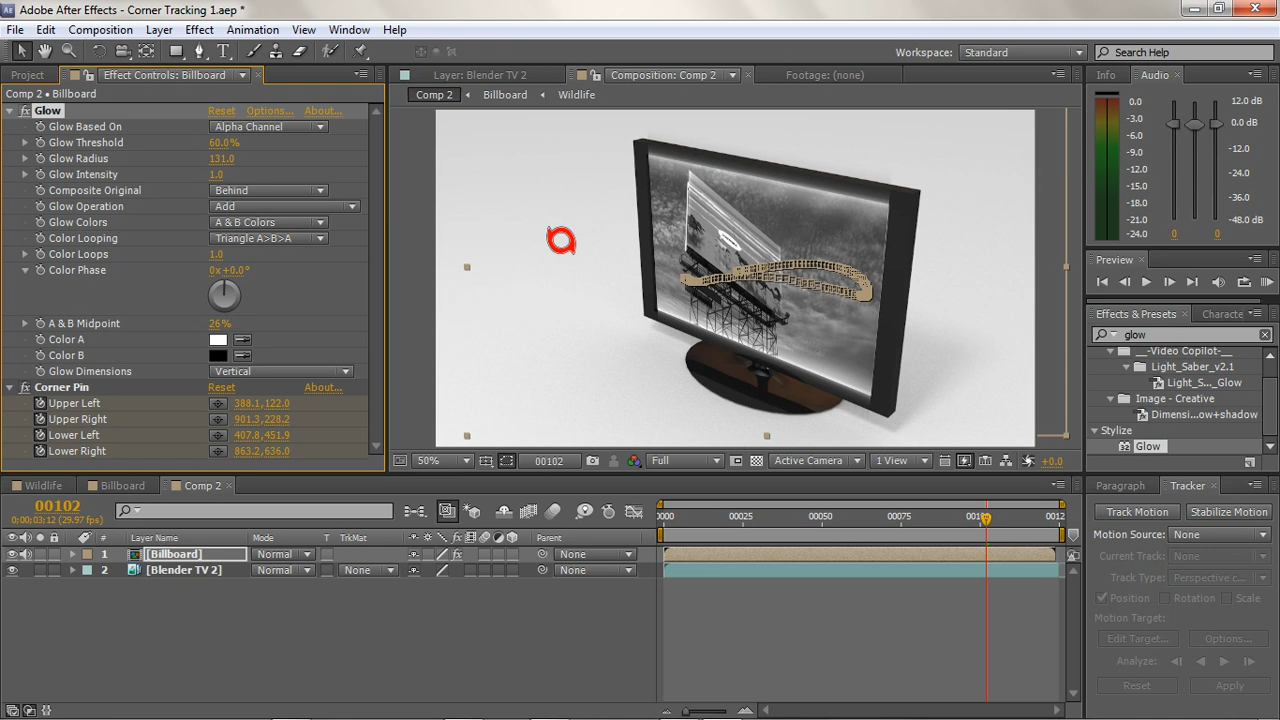 Adobe After Effects - Corner Tracking 1.aep *
File Edit Composition Layer Effect Animation View Window Help
Workspace: Standard Search Help
Project Effect Controls: Billboard Layer: Blender TV 2 Composition: Comp 2 Footage: (none) Info Audio
Comp 2 • Billboard
Comp 2 Billboard Wildlife
Glow Reset Options... About...
Glow Based On Alpha Channel
Glow Threshold 60.0%
Glow Radius 131.0
Glow Intensity 1.0
Composite Original Behind
Glow Operation Add
Glow Colors A & B Colors
Color Looping Triangle A>B>A
Color Loops 1.0
Color Phase 0x+0.0°
A & B Midpoint 26%
Color A
Color B
Glow Dimensions Vertical
Corner Pin Reset About...
Upper Left 388.1,122.0
Upper Right 901.3,228.2
Lower Left 407.8,451.9
Lower Right 863.2,636.0
50% 00102 Full Active Camera 1 View +0.0
0.0 12.0 dB
-3.0
-6.0 0.0 dB
-9.0
-12.0 -12.0
-15.0 -24.0
-18.0 -36.0
-21.0
-24.0 -48.0 dB
0 0
Preview
Effects & Presets Characte
glow
__-Video Copilot-__
Light_Saber_v2.1
Light_S..._Glow
Image - Creative
Dimensi...ow+shadow
Stylize
Glow
Wildlife Billboard Comp 2
00102
0;00;03;12 (29.97 fps)
0000 00025 00050 00075 0010 0012
# Layer Name Mode T TrkMat Parent
1 [Billboard] Normal None
2 [Blender TV 2] Normal None None
Paragraph Tracker
Track Motion Stabilize Motion
Motion Source: None
Current Track: None
Track Type: Perspective c...
Position Rotation Scale
Motion Target:
Edit Target... Options...
Analyze:
Reset Apply